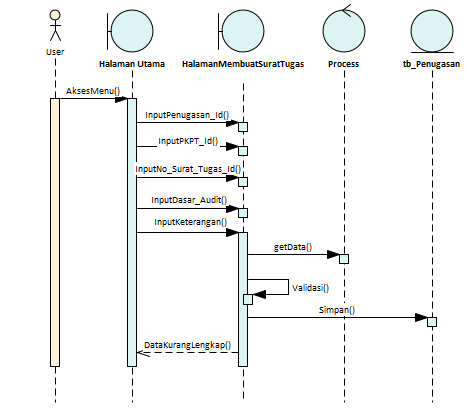 User
Halaman Utama
HalamanMembuatSuratTugas
Process
tb_Penugasan
AksesMenu()
InputPenugasan_Id()
InputPKPT_Id()
InputNo_Surat_Tugas_Id()
InputDasar_Audit()
InputKeterangan()
getData()
Validasi()
Simpan()
DataKurangLengkap()